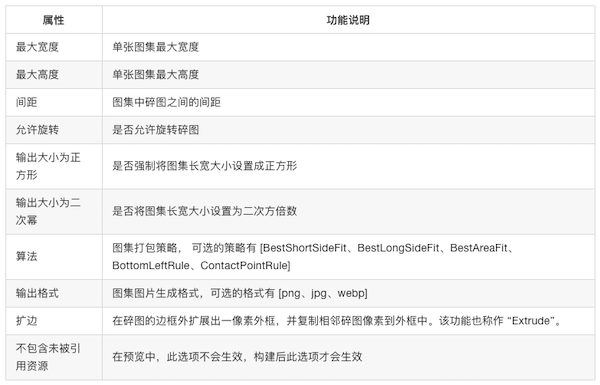 属性 功能说明
最大宽度 单张图集最大宽度
最大高度 单张图集最大高度
间距 图集中碎图之间的间距
允许旋转 是否允许旋转碎图
输出大小为正
方形
是否强制将图集长宽大小设置成正方形
输出大小为二
次幂
是否将图集长宽大小设置为二次方倍数
算法
图集打包策略， 可选的策略有 [BestShortSideFit、BestLongSideFit、BestAreaFit、
BottomLeftRule、ContactPointRule]
输出格式 图集图片生成格式，可选的格式有 [png、jpg、webp]
扩边 在碎图的边框外扩展出一像素外框，并复制相邻碎图像素到外框中。该功能也称作 “Extrude”。
不包含未被引
用资源
在预览中，此选项不会生效，构建后此选项才会生效